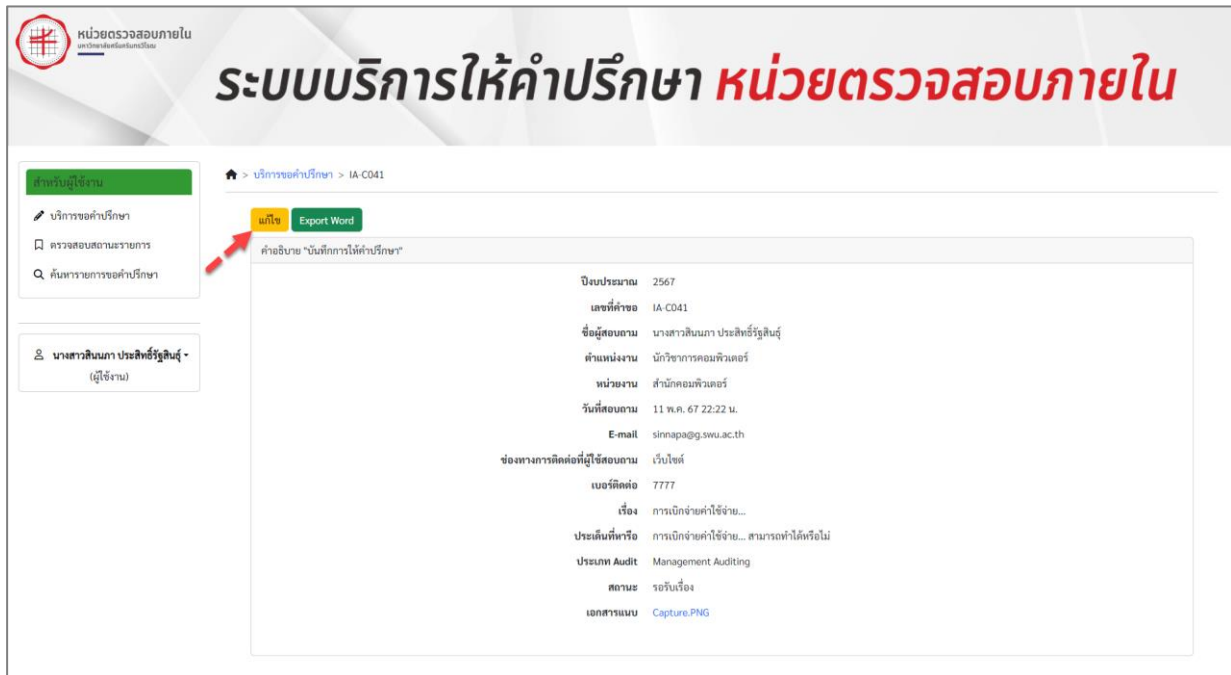 หน่วยตรวจสอบภายใน
มหาวิทยาลัยศรีนครินทรวิโรฒ
ระบบบริการให้คำปรึกษา หน่วยตรวจสอบภายใน
สำหรับผู้ใช้งาน
บริการขอคำปรึกษา
ตรวจสอบสถานะรายการ
ค้นหารายการขอคำปรึกษา
นางสาวสินนภา ประสิทธิ์รัฐสินธุ์
(ผู้ใช้งาน)
> บริการขอคำปรึกษา > IA-C041
แก้ไข Export Word
คำอธิบาย "บันทึกการให้คำปรึกษา"
ปีงบประมาณ 2567
เลขที่คำขอ IA-C041
ชื่อผู้สอบถาม นางสาวสินนภา ประสิทธิ์รัฐสินธุ์
ตำแหน่งงาน นักวิชาการคอมพิวเตอร์
หน่วยงาน สำนักคอมพิวเตอร์
วันที่สอบถาม 11 พ.ค. 67 22:22 น.
E-mail sinnapa@g.swu.ac.th
ช่องทางการติดต่อที่ผู้ใช้สอบถาม เว็บไซต์
เบอร์ติดต่อ 7777
เรื่อง การเบิกจ่ายค่าใช้จ่าย...
ประเด็นที่หารือ การเบิกจ่ายค่าใช้จ่าย... สามารถทำได้หรือไม่
ประเภท Audit Management Auditing
สถานะ รอรับเรื่อง
เอกสารแนบ Capture.PNG